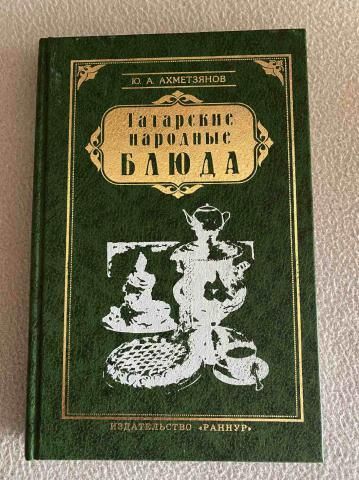 Ю. А. АХМЕТЗЯНОВ
Татарские
народные
БЛЮДА
ИЗДАТЕЛЬСТВО «РАННУР»